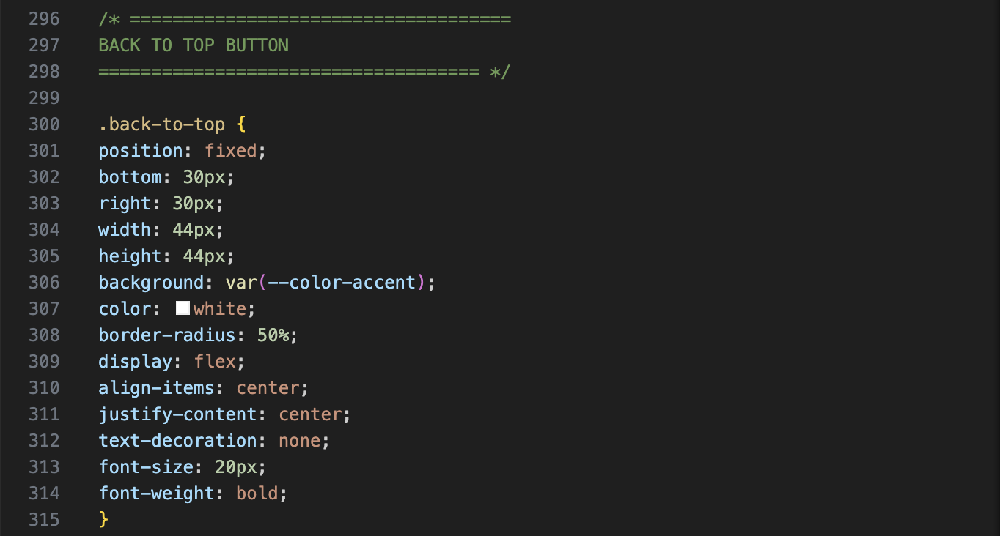 296 /* ====================================
297 BACK TO TOP BUTTON
298 ==================================== */
299
300 .back-to-top {
301 position: fixed;
302 bottom: 30px;
303 right: 30px;
304 width: 44px;
305 height: 44px;
306 background: var(--color-accent);
307 color: white;
308 border-radius: 50%;
309 display: flex;
310 align-items: center;
311 justify-content: center;
312 text-decoration: none;
313 font-size: 20px;
314 font-weight: bold;
315 }